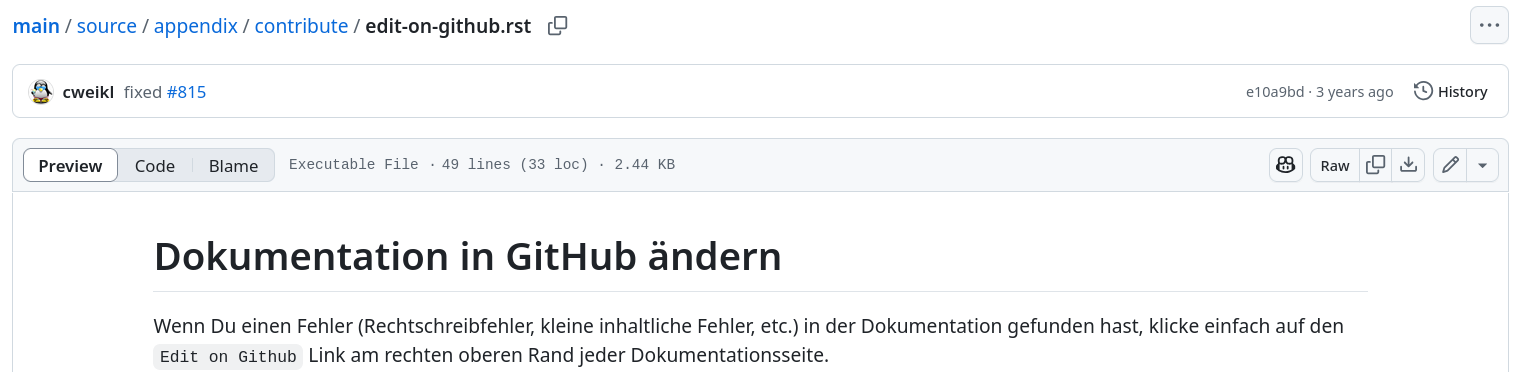 main / source / appendix / contribute / edit-on-github.rst
cweikl fixed #815 e10a9bd · 3 years ago History
Preview Code Blame Executable File · 49 lines (33 loc) · 2.44 KB Raw
Dokumentation in GitHub ändern
Wenn Du einen Fehler (Rechtschreibfehler, kleine inhaltliche Fehler, etc.) in der Dokumentation gefunden hast, klicke einfach auf den
Edit on Github Link am rechten oberen Rand jeder Dokumentationsseite.